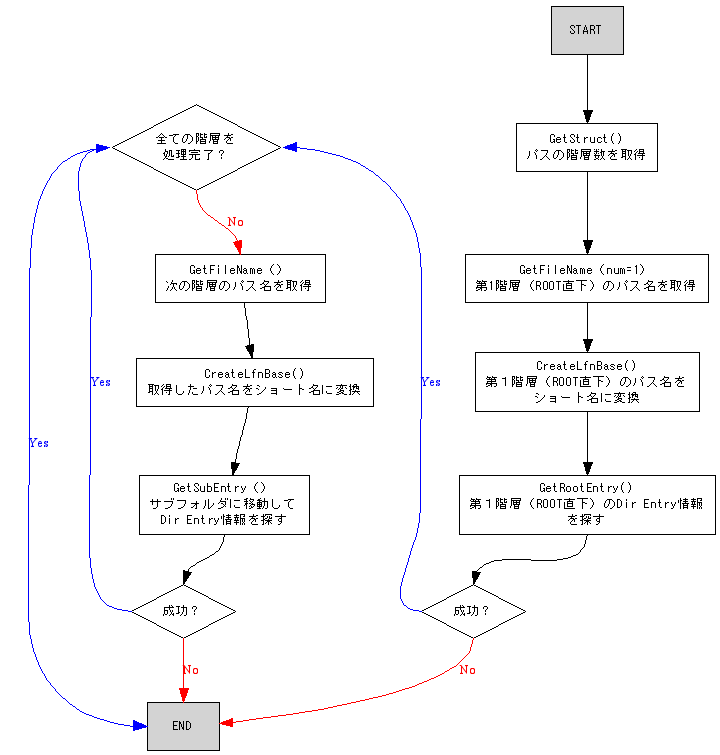 START
GetStruct()
パスの階層数を取得
GetFileName (num=1)
第1階層 (ROOT直下) のパス名を取得
CreateLfnBase()
第１階層 (ROOT直下) のパス名を
ショート名に変換
GetRootEntry()
第１階層 (ROOT直下) のDir Entry情報
を探す
成功？
Yes
No
全ての階層を
処理完了？
No
GetFileName ()
次の階層のパス名を取得
CreateLfnBase()
取得したパス名をショート名に変換
GetSubEntry ()
サブフォルダに移動して
Dir Entry情報を探す
成功？
Yes
Yes
No
END